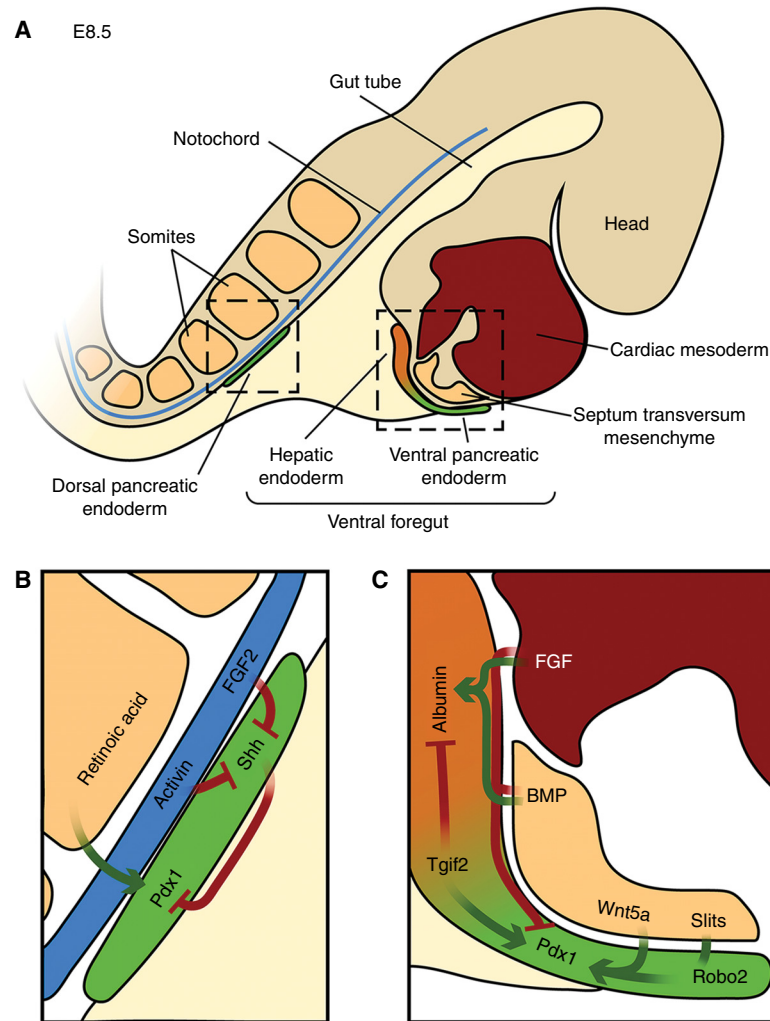 A
E8.5
Gut tube
Notochord
Head
Somites
Cardiac mesoderm
Septum transversum
mesenchyme
Hepatic
endoderm
Ventral pancreatic
endoderm
Dorsal pancreatic
endoderm
Ventral foregut
B
FGF2
Retinoic acid
Shh
Activin
Pdx1
C
FGF
Albumin
BMP
Tgif2
Wnt5a
Slits
Pdx1
Robo2